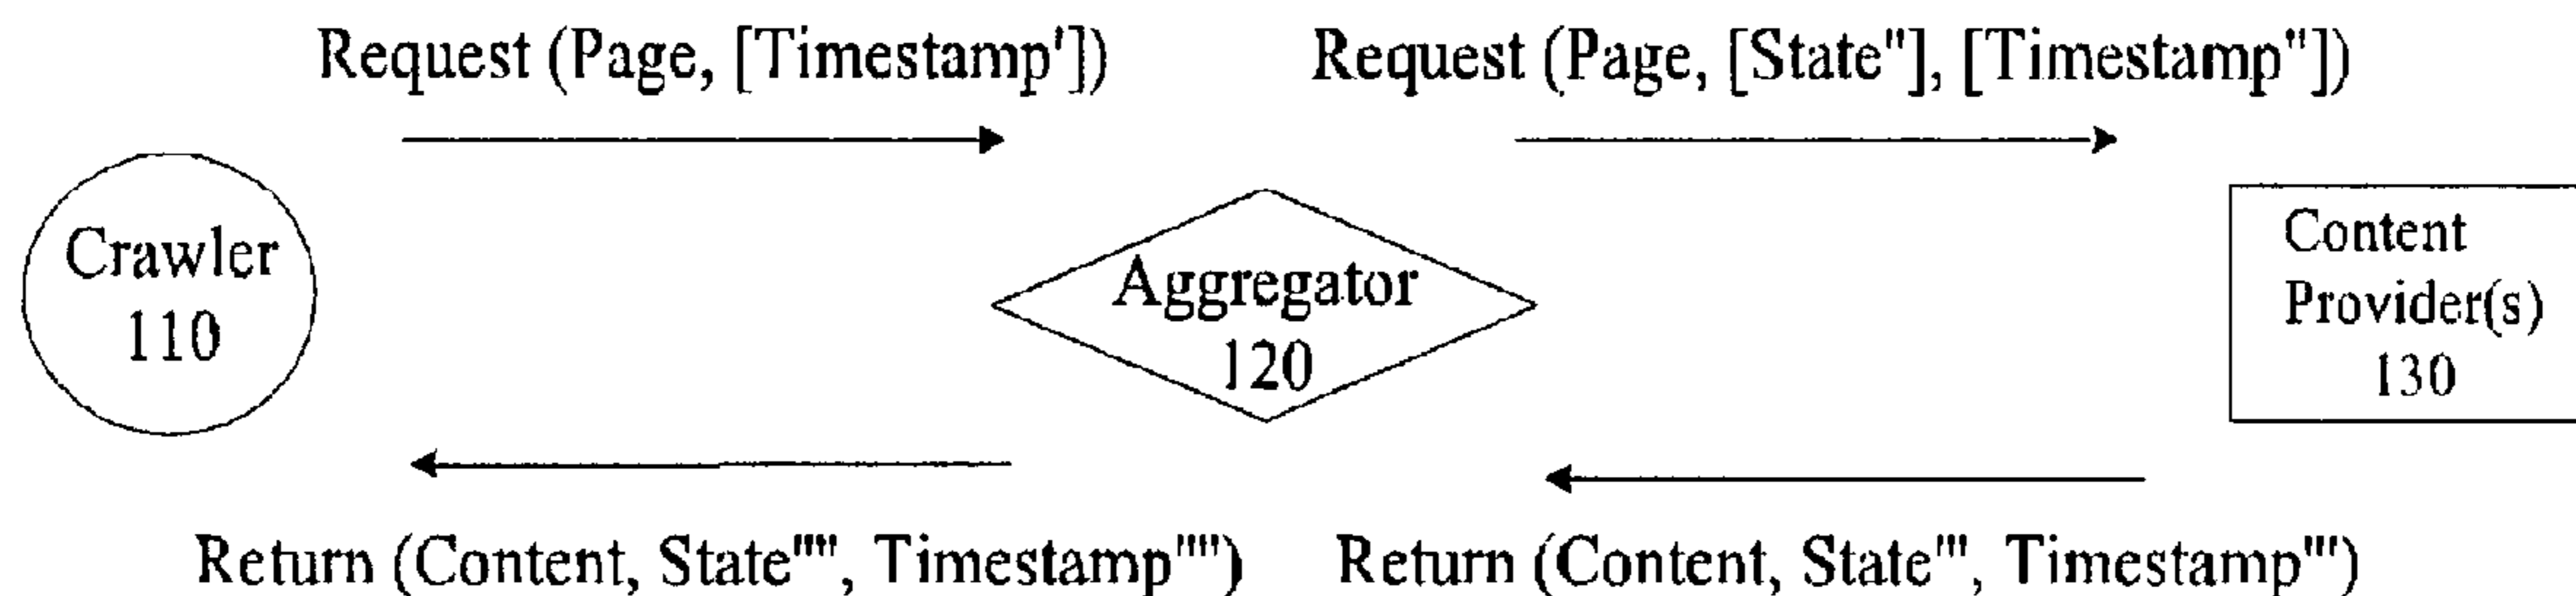 Request (Page, [Timestamp'])
Request (Page, [State"], [Timestamp"])
Crawler
110
Aggregator
120
Content
Provider(s)
130
Return (Content, State"", Timestamp"")
Return (Content, State"', Timestamp"')